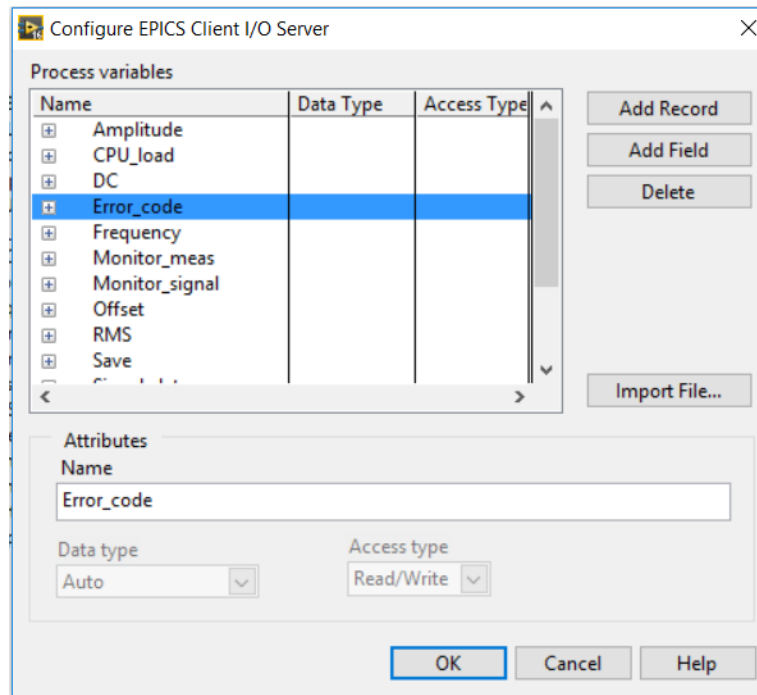 Configure EPICS Client I/O Server
Process variables
Name Data Type Access Type
Amplitude
CPU_load
DC
Error_code
Frequency
Monitor_meas
Monitor_signal
Offset
RMS
Save
Add Record
Add Field
Delete
Import File...
Attributes
Name
Error_code
Data type Access type
Auto Read/Write
OK Cancel Help